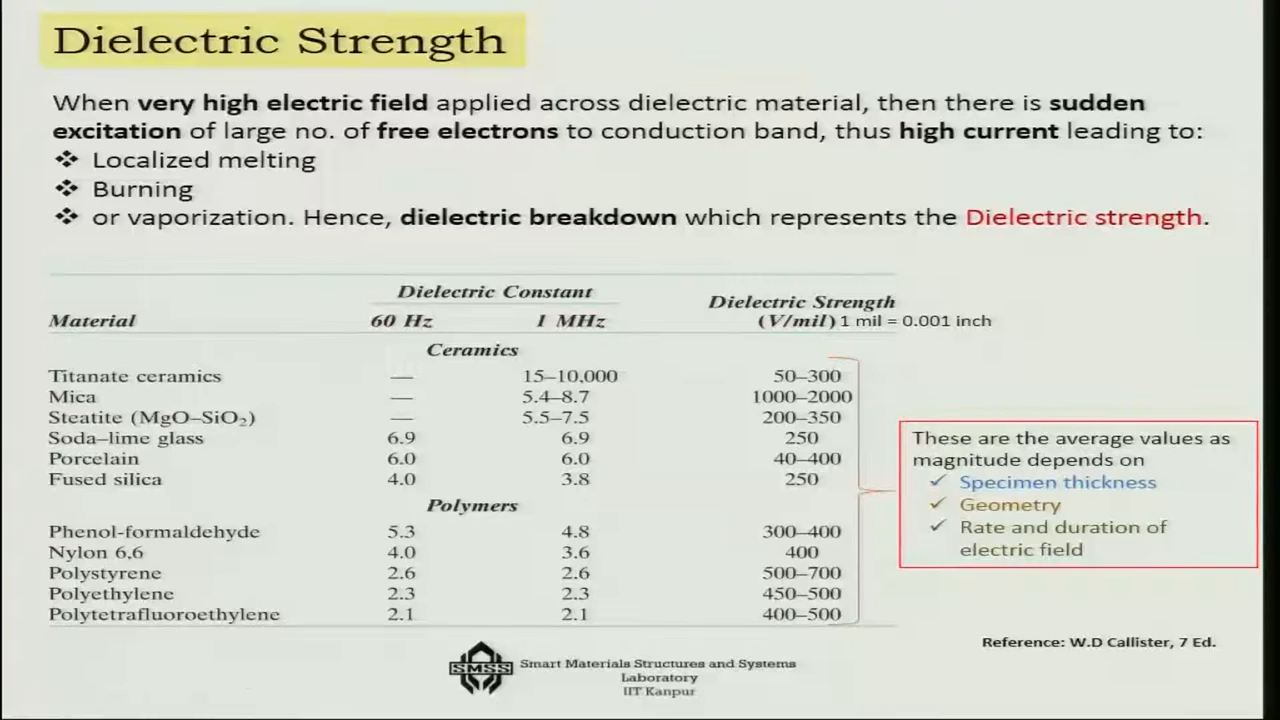 Dielectric Strength
When very high electric field applied across dielectric material, then there is sudden
excitation of large no. of free electrons to conduction band, thus high current leading to:
❖ Localized melting
❖ Burning
❖ or vaporization. Hence, dielectric breakdown which represents the Dielectric strength.
Dielectric Constant
Dielectric Strength
Material 60 Hz 1 MHz (V/mil) 1 mil = 0.001 inch
Ceramics
Titanate ceramics — 15–10,000 50–300
Mica — 5.4–8.7 1000–2000
Steatite (MgO–SiO₂) — 5.5–7.5 200–350
Soda–lime glass 6.9 6.9 250
Porcelain 6.0 6.0 40–400
Fused silica 4.0 3.8 250
Polymers
Phenol-formaldehyde 5.3 4.8 300–400
Nylon 6.6 4.0 3.6 400
Polystyrene 2.6 2.6 500–700
Polyethylene 2.3 2.3 450–500
Polytetrafluoroethylene 2.1 2.1 400–500
These are the average values as
magnitude depends on
✓ Specimen thickness
✓ Geometry
✓ Rate and duration of
electric field
Reference: W.D Callister, 7 Ed.
SMSS
Smart Materials Structures and Systems
Laboratory
IIT Kanpur